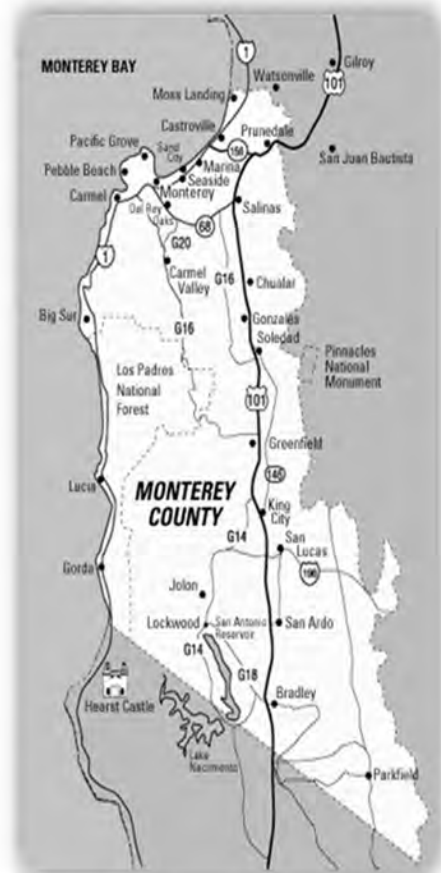 1
Gilroy
MONTEREY BAY
Watsonville
101
Moss Landing
Castroville
Prunedale
156
Pacific Grove
Sand
City
Marina
San Juan Bautista
Pebble Beach
Seaside
Monterey
Carmel
Del Rey
Oaks
Salinas
68
G20
1
Carmel
Valley
G16
Chualar
Big Sur
G16
Gonzales
Soledad
Pinnacles
National
Monument
Los Padres
National
Forest
101
Greenfield
Lucia
MONTEREY
COUNTY
King
City
G14
San
Lucas
198
Gorda
Jolon
Lockwood
San Antonio
Reservoir
San Ardo
G14
G18
Hearst Castle
Bradley
Lake
Nacimiento
Parkfield